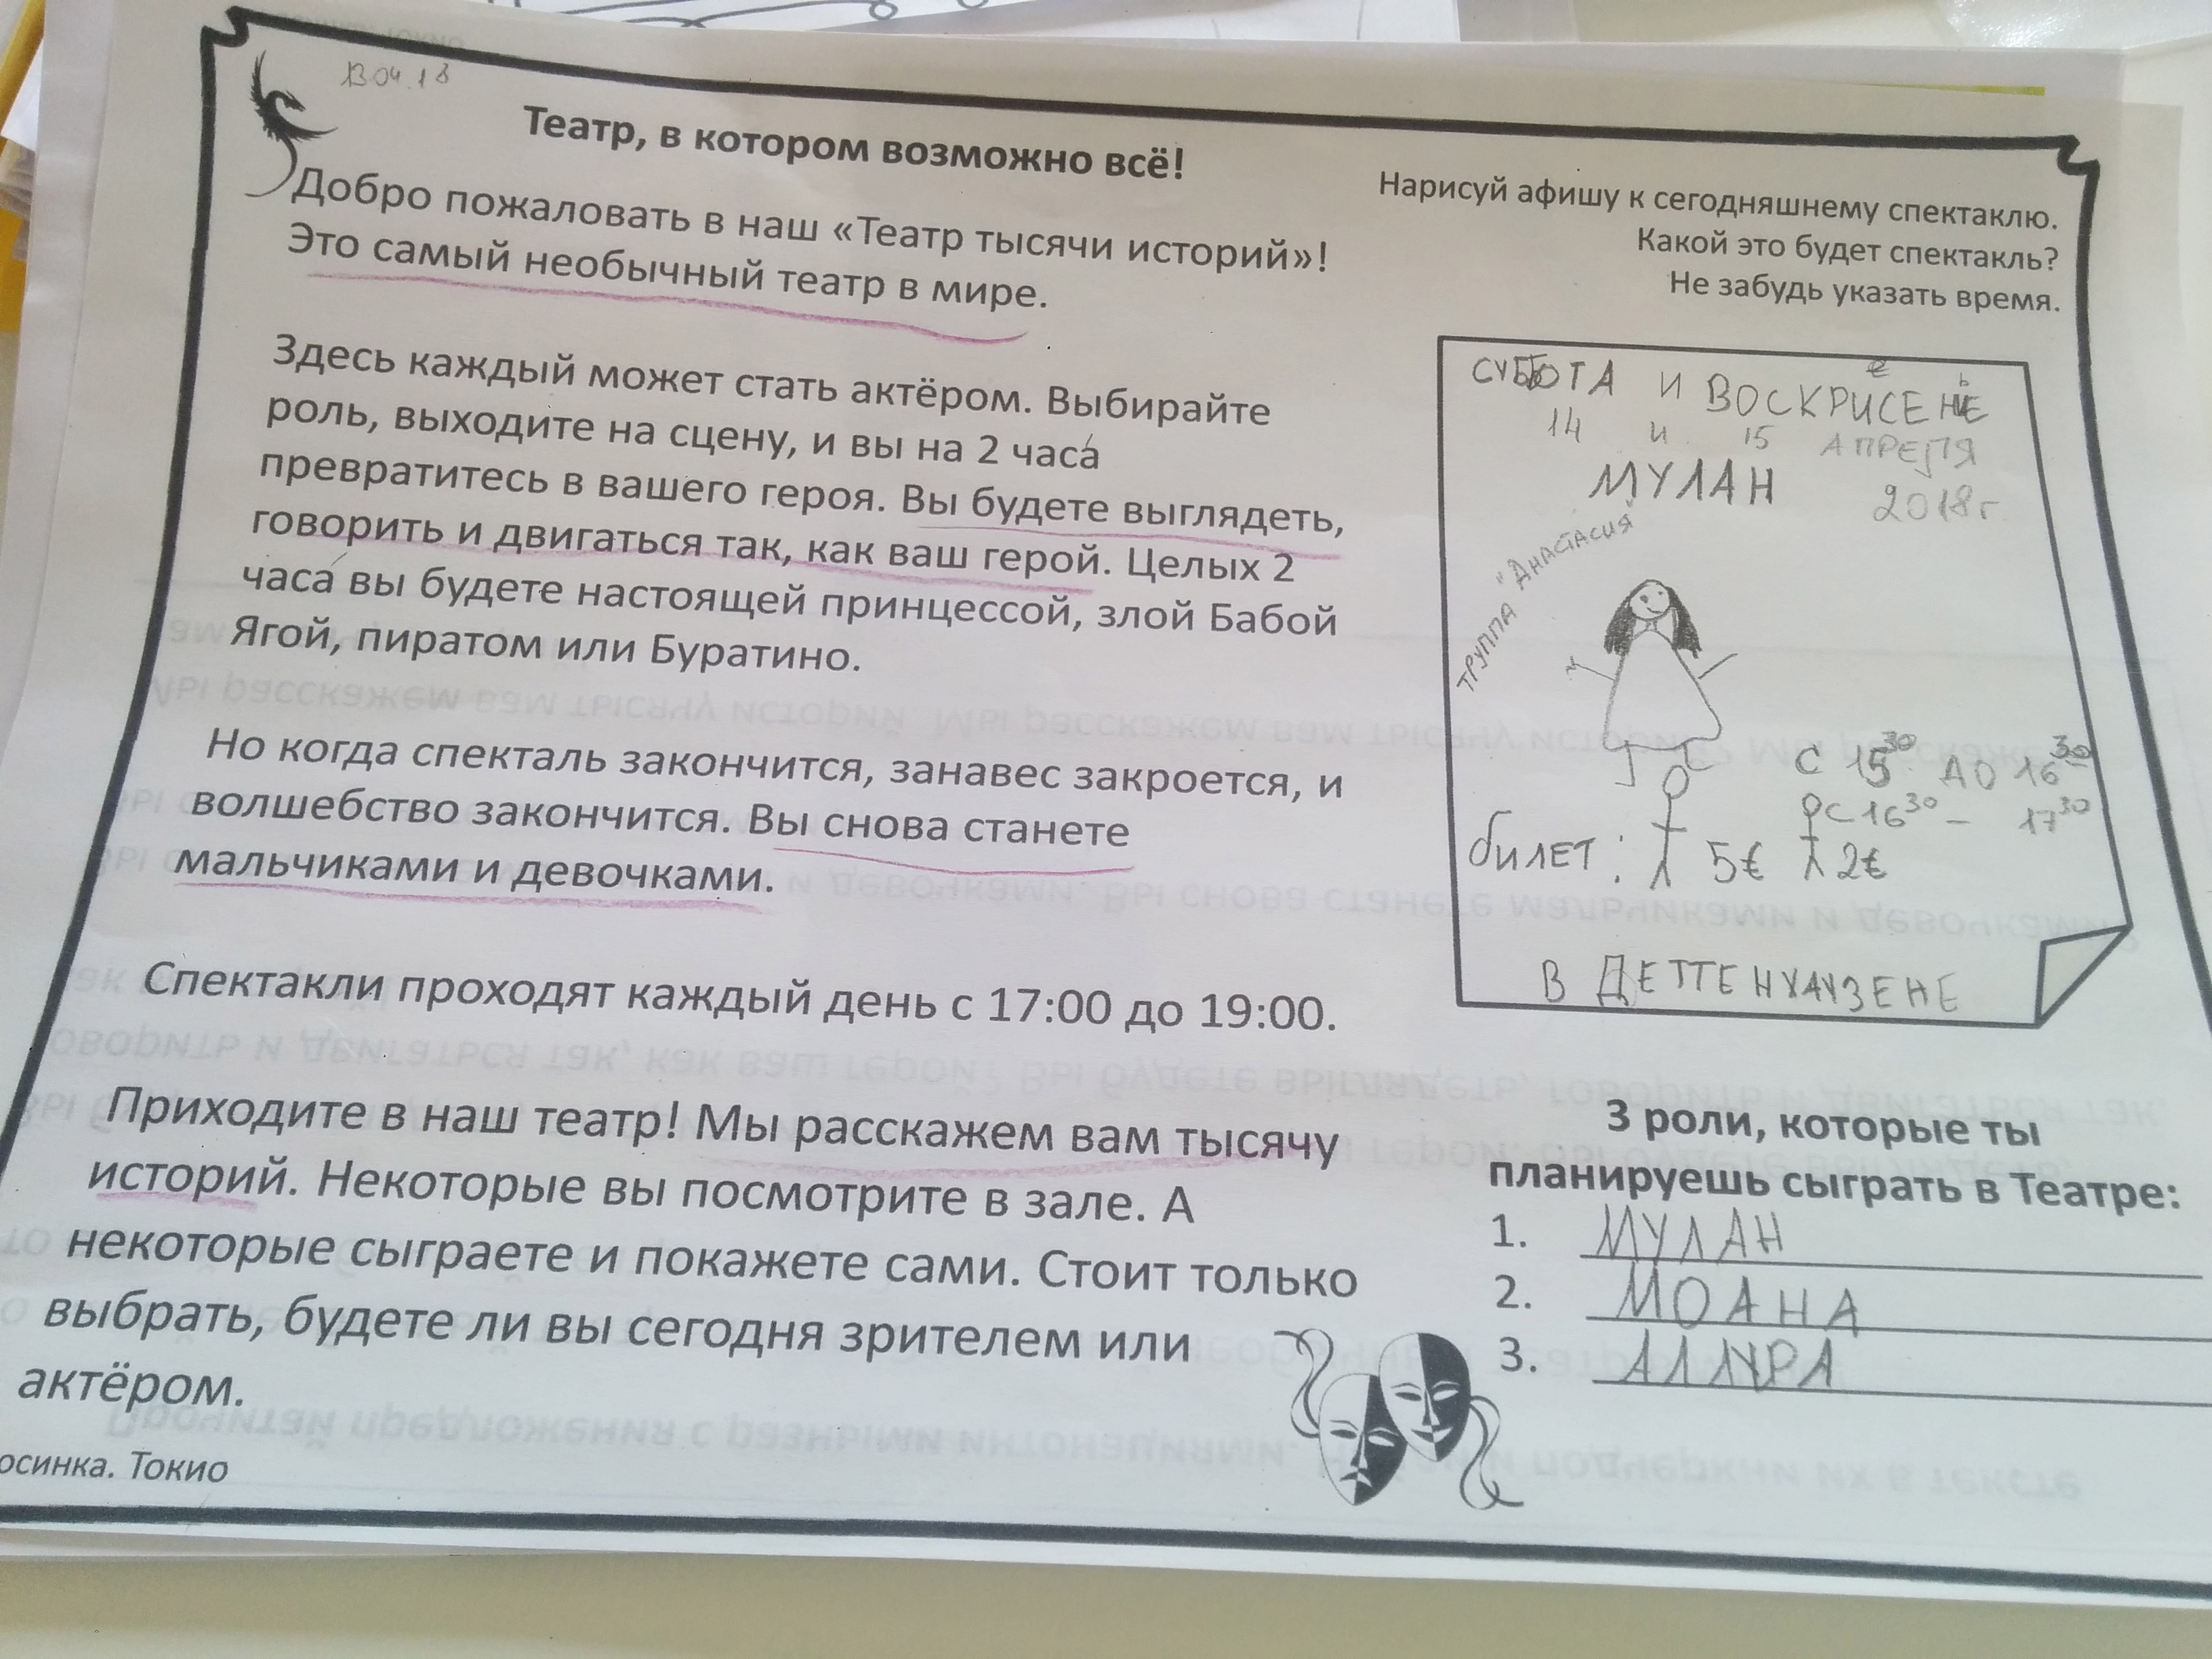 13 04.18
Театр, в котором возможно всё!
Добро пожаловать в наш «Театр тысячи историй»!
Это самый необычный театр в мире.
Здесь каждый может стать актёром. Выбирайте
роль, выходите на сцену, и вы на 2 часа́
превратитесь в вашего героя. Вы будете выглядеть,
говорить и двигаться так, как ваш герой. Целых 2
часа́ вы будете настоящей принцессой, злой Бабой
Ягой, пиратом или Буратино.
Но когда спекталь закончится, занавес закроется, и
волшебство закончится. Вы снова станете
мальчиками и девочками.
Спектакли проходят каждый день с 17:00 до 19:00.
Приходите в наш театр! Мы расскажем вам тысячу
историй. Некоторые вы посмотрите в зале. А
некоторые сыграете и покажете сами. Стоит только
выбрать, будете ли вы сегодня зрителем или
актёром.
осинка. Токио
Нарисуй афишу к сегодняшнему спектаклю.
Какой это будет спектакль?
Не забудь указать время.
СУББОТА И ВОСКРИСЕНЬЕ
14 и 15 АПРЕЛЯ
МУЛАН 2018г
ТРУППА "АНАСТАСИЯ"
С 15 30 ДО 16 30
С 16 30 – 17 30
БИЛЕТ: 5€ 2€
В ДЕТТЕНХАУЗЕНЕ
3 роли, которые ты
планируешь сыграть в Театре:
1. МУЛАН
2. МОАНА
3. АЛЛУРА